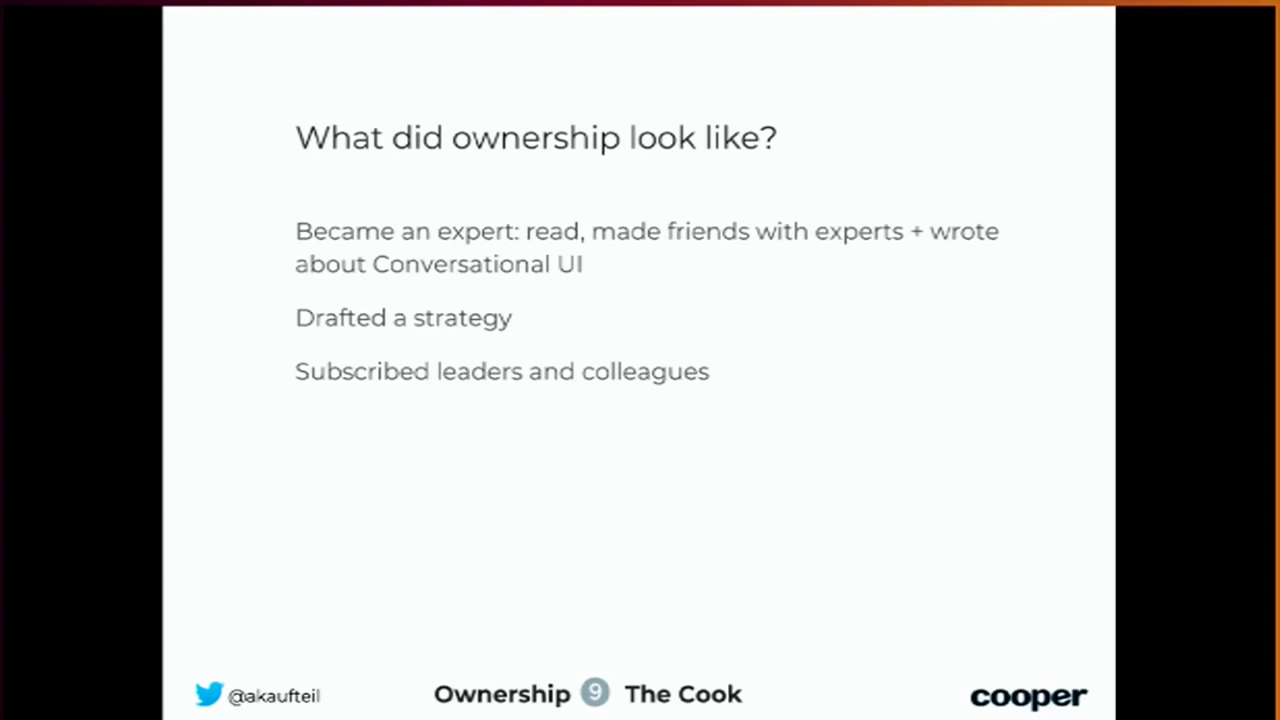 What did ownership look like?
Became an expert: read, made friends with experts + wrote
about Conversational UI
Drafted a strategy
Subscribed leaders and colleagues
@akaufteil
Ownership 9 The Cook
cooper